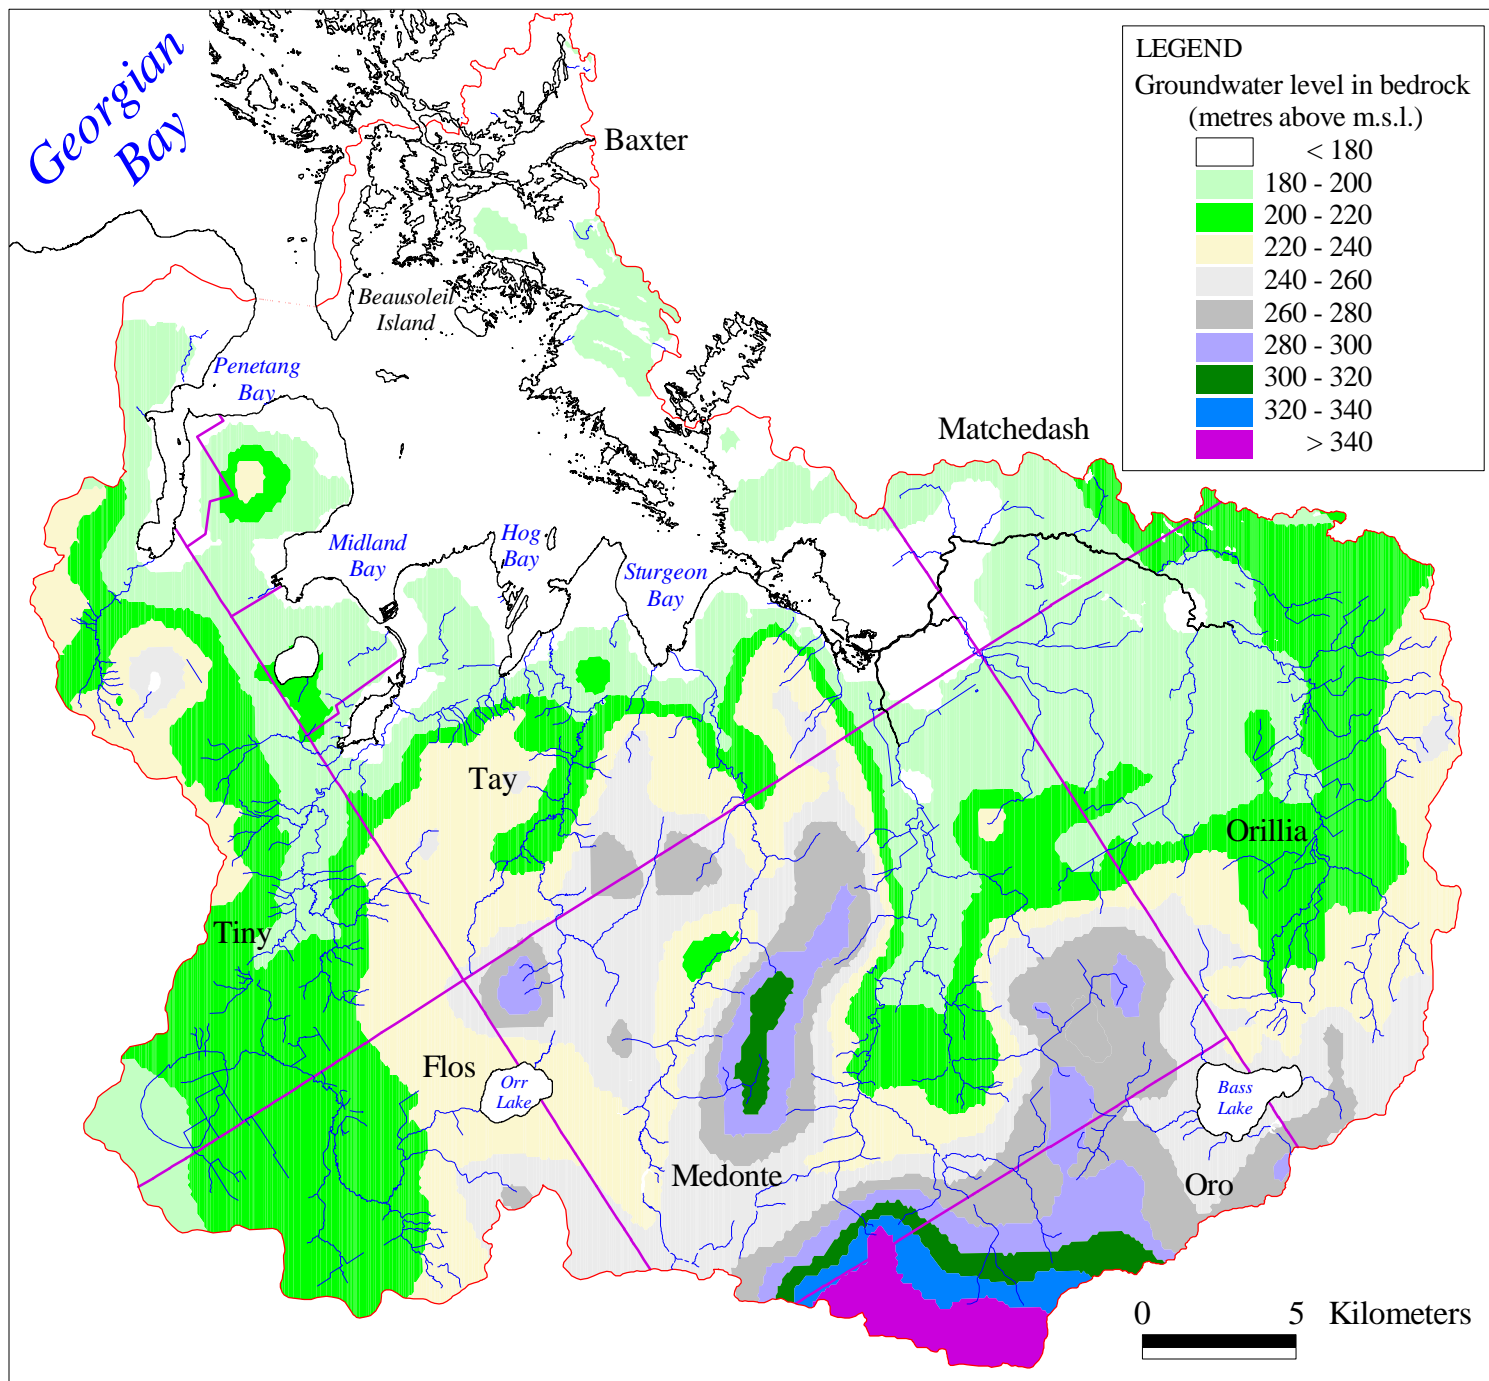 Georgian
Bay
Baxter
Beausoleil
Island
Penetang
Bay
Matchedash
Midland
Bay
Hog
Bay
Sturgeon
Bay
Tay
Orillia
Tiny
Flos
Orr
Lake
Bass
Lake
Medonte
Oro
LEGEND
Groundwater level in bedrock
(metres above m.s.l.)
< 180
180 - 200
200 - 220
220 - 240
240 - 260
260 - 280
280 - 300
300 - 320
320 - 340
> 340
0 5 Kilometers